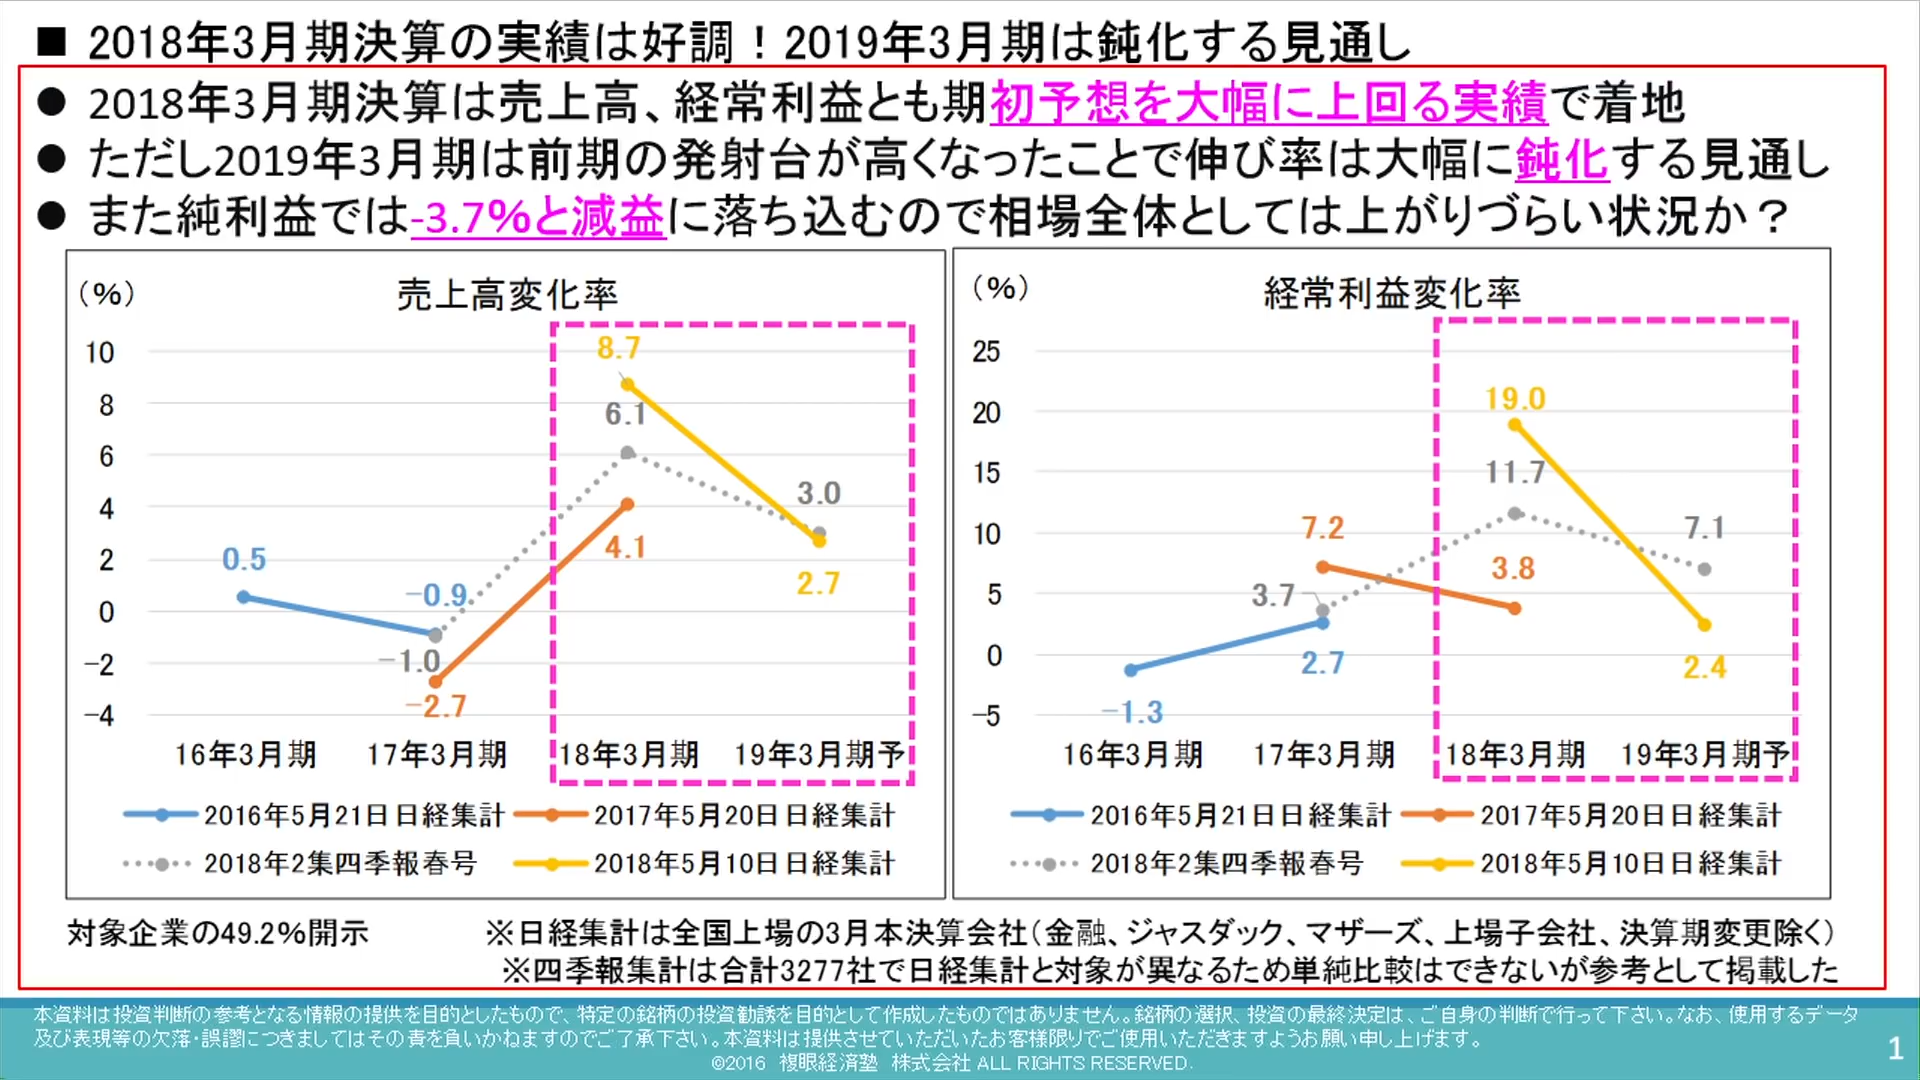 ■ 2018年3月期決算の実績は好調！2019年3月期は鈍化する見通し
● 2018年3月期決算は売上高、経常利益とも期初予想を大幅に上回る実績で着地
● ただし2019年3月期は前期の発射台が高くなったことで伸び率は大幅に鈍化する見通し
● また純利益では-3.7%と減益に落ち込むので相場全体としては上がりづらい状況か？
（%）
売上高変化率
10
8
6
4
2
0
−2
−4
0.5
−0.9
−1.0
−2.7
8.7
6.1
4.1
3.0
2.7
16年3月期 17年3月期 18年3月期 19年3月期予
2016年5月21日日経集計 2017年5月20日日経集計
2018年2集四季報春号 2018年5月10日日経集計
（%）
経常利益変化率
25
20
15
10
5
0
−5
−1.3
7.2
3.7
2.7
19.0
11.7
3.8
7.1
2.4
16年3月期 17年3月期 18年3月期 19年3月期予
2016年5月21日日経集計 2017年5月20日日経集計
2018年2集四季報春号 2018年5月10日日経集計
対象企業の49.2%開示 ※日経集計は全国上場の3月本決算会社（金融、ジャスダック、マザーズ、上場子会社、決算期変更除く）
※四季報集計は合計3277社で日経集計と対象が異なるため単純比較はできないが参考として掲載した
本資料は投資判断の参考となる情報の提供を目的としたもので、特定の銘柄の投資勧誘を目的として作成したものではありません。銘柄の選択、投資の最終決定は、ご自身の判断で行って下さい。なお、使用するデータ
及び表現等の欠落・誤謬につきましてはその責を負いかねますのでご了承下さい。本資料は提供させていただいたお客様限りでご使用いただきますようお願い申し上げます。
©2016 複眼経済塾 株式会社 ALL RIGHTS RESERVED.
1